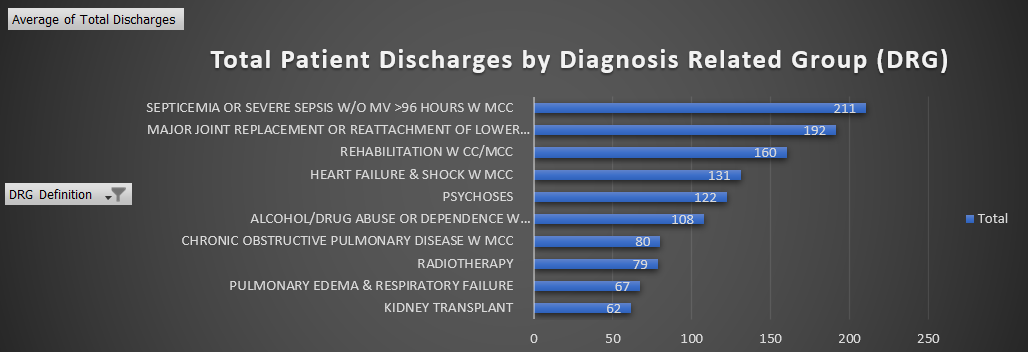 Average of Total Discharges
Total Patient Discharges by Diagnosis Related Group (DRG)
SEPTICEMIA OR SEVERE SEPSIS W/O MV >96 HOURS W MCC 211
MAJOR JOINT REPLACEMENT OR REATTACHMENT OF LOWER... 192
REHABILITATION W CC/MCC 160
HEART FAILURE & SHOCK W MCC 131
DRG Definition
PSYCHOSES 122
ALCOHOL/DRUG ABUSE OR DEPENDENCE W... 108
Total
CHRONIC OBSTRUCTIVE PULMONARY DISEASE W MCC 80
RADIOTHERAPY 79
PULMONARY EDEMA & RESPIRATORY FAILURE 67
KIDNEY TRANSPLANT 62
0 50 100 150 200 250